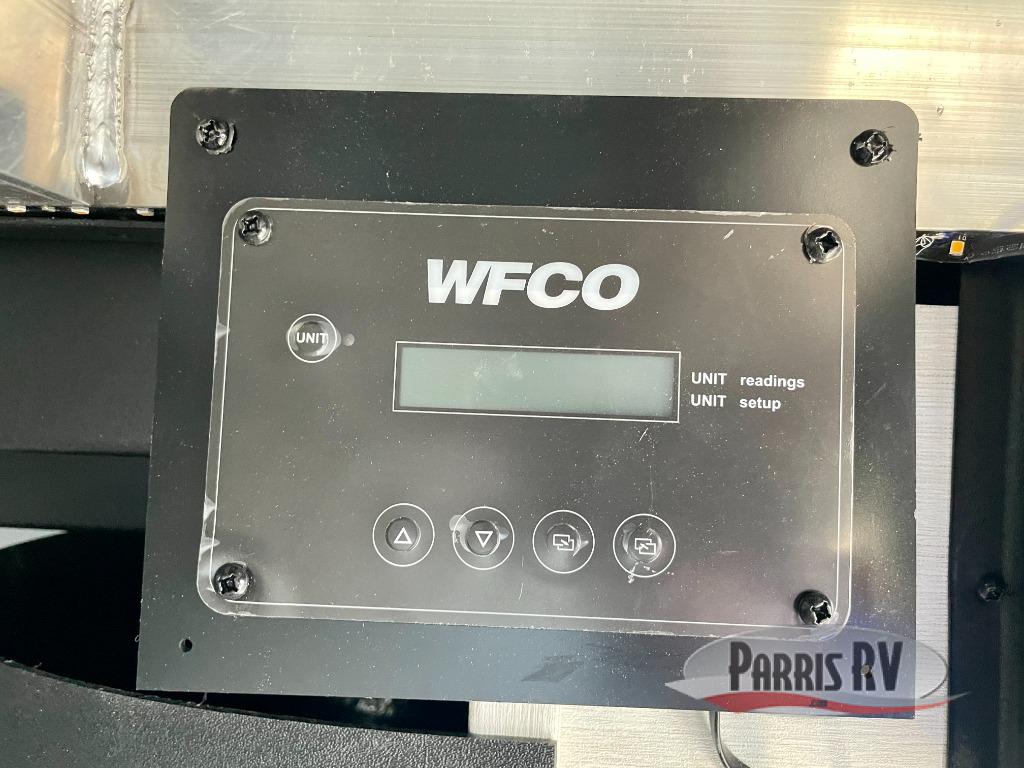 WFCO
UNIT
UNIT readings
UNIT setup
PARRIS RV